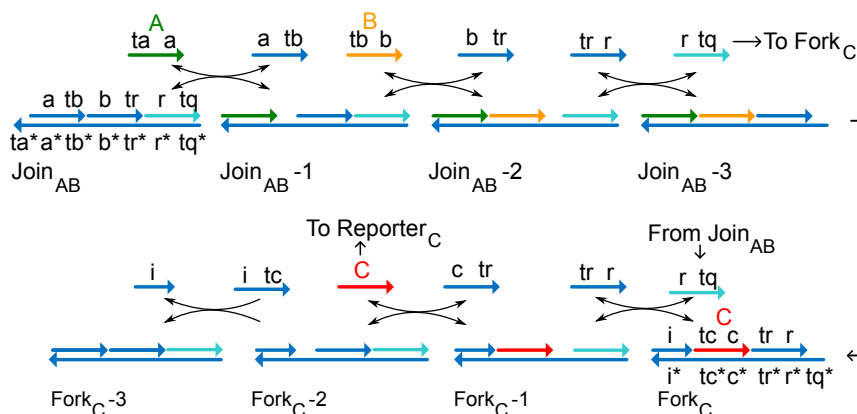 A B
ta a a tb tb b b tr tr r r tq → To Fork_C
a tb b tr r tq
ta* a* tb* b* tr* r* tq*
Join_AB Join_AB-1 Join_AB-2 Join_AB-3
To Reporter_C From Join_AB
i i tc C c tr tr r r tq
C
i tc c tr r
i* tc* c* tr* r* tq*
Fork_C-3 Fork_C-2 Fork_C-1 Fork_C